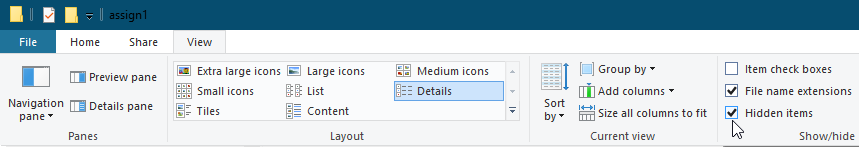 assign1
File Home Share View
Navigation pane
Preview pane
Details pane
Panes
Extra large icons Large icons Medium icons
Small icons List Details
Tiles Content
Layout
Sort by
Group by
Add columns
Size all columns to fit
Current view
Item check boxes
File name extensions
Hidden items
Show/hide